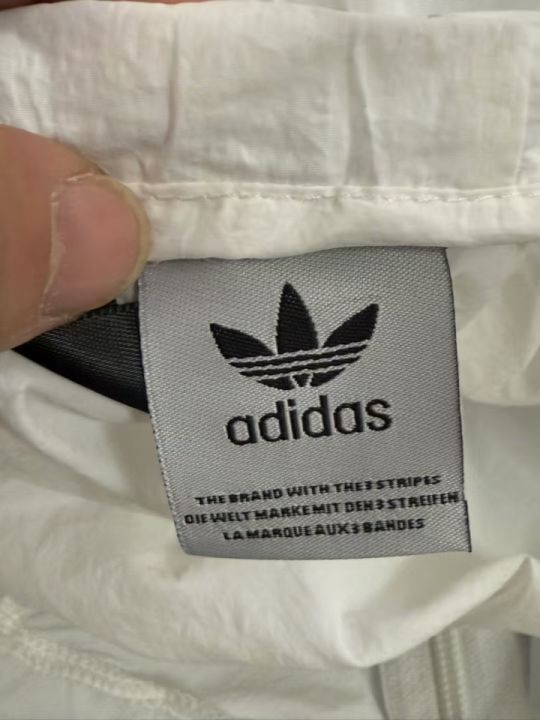 adidas
THE BRAND WITH THE 3 STRIPES
DIE WELT MARKE MIT DEN 3 STREIFEN
LA MARQUE AUX 3 BANDES